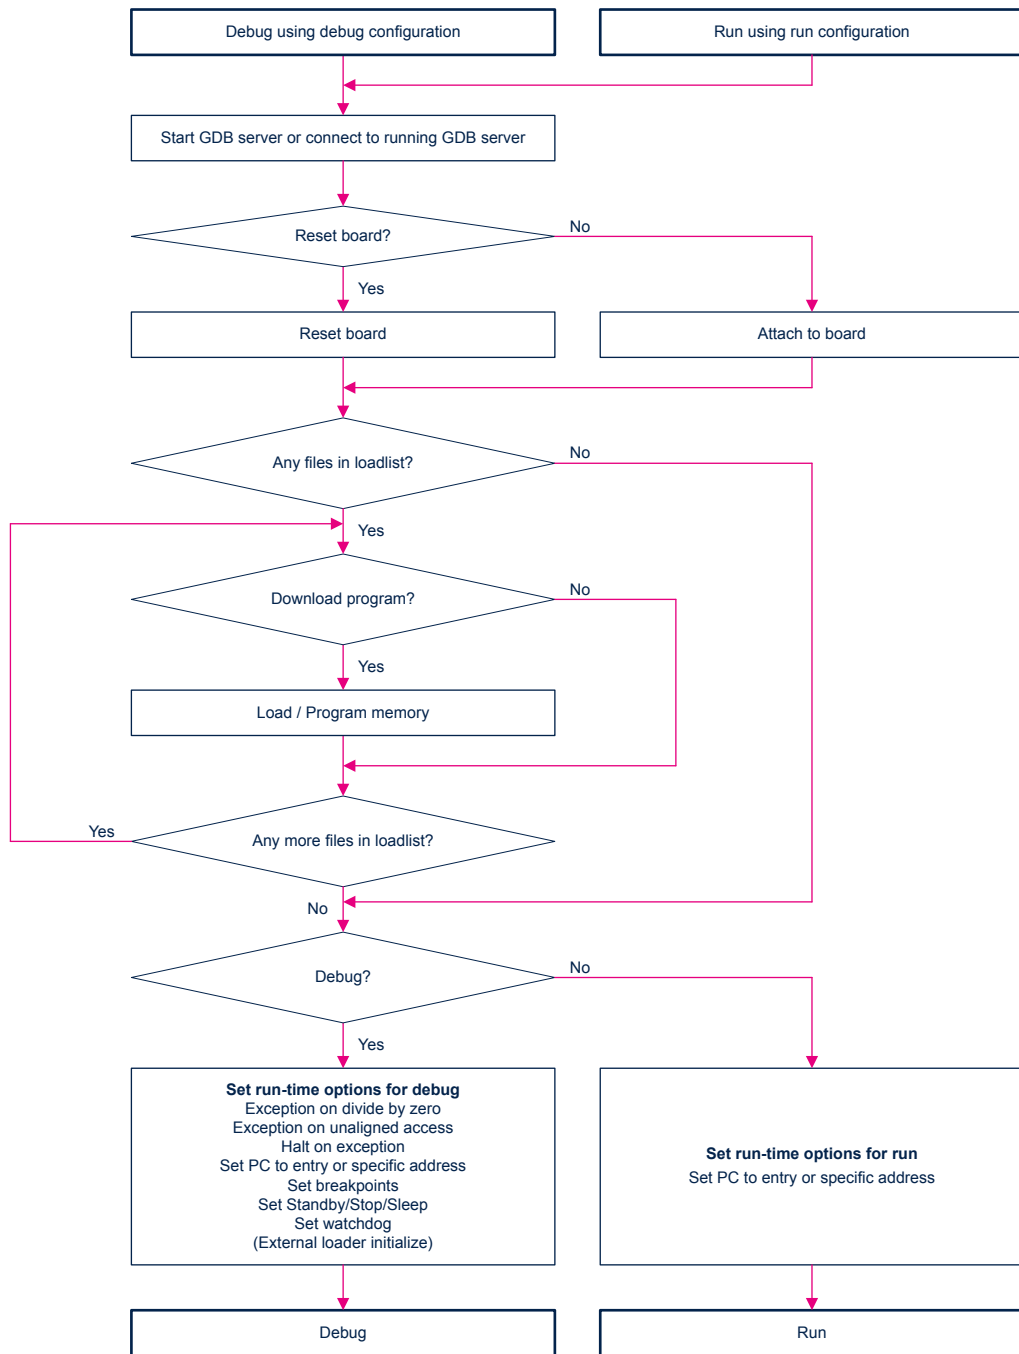 Debug using debug configuration
Run using run configuration
Start GDB server or connect to running GDB server
Reset board?
No
Yes
Reset board
Attach to board
Any files in loadlist?
No
Yes
Download program?
No
Yes
Load / Program memory
Yes
Any more files in loadlist?
No
Debug?
No
Yes
Set run-time options for debug
Exception on divide by zero
Exception on unaligned access
Halt on exception
Set PC to entry or specific address
Set breakpoints
Set Standby/Stop/Sleep
Set watchdog
(External loader initialize)
Set run-time options for run
Set PC to entry or specific address
Debug
Run